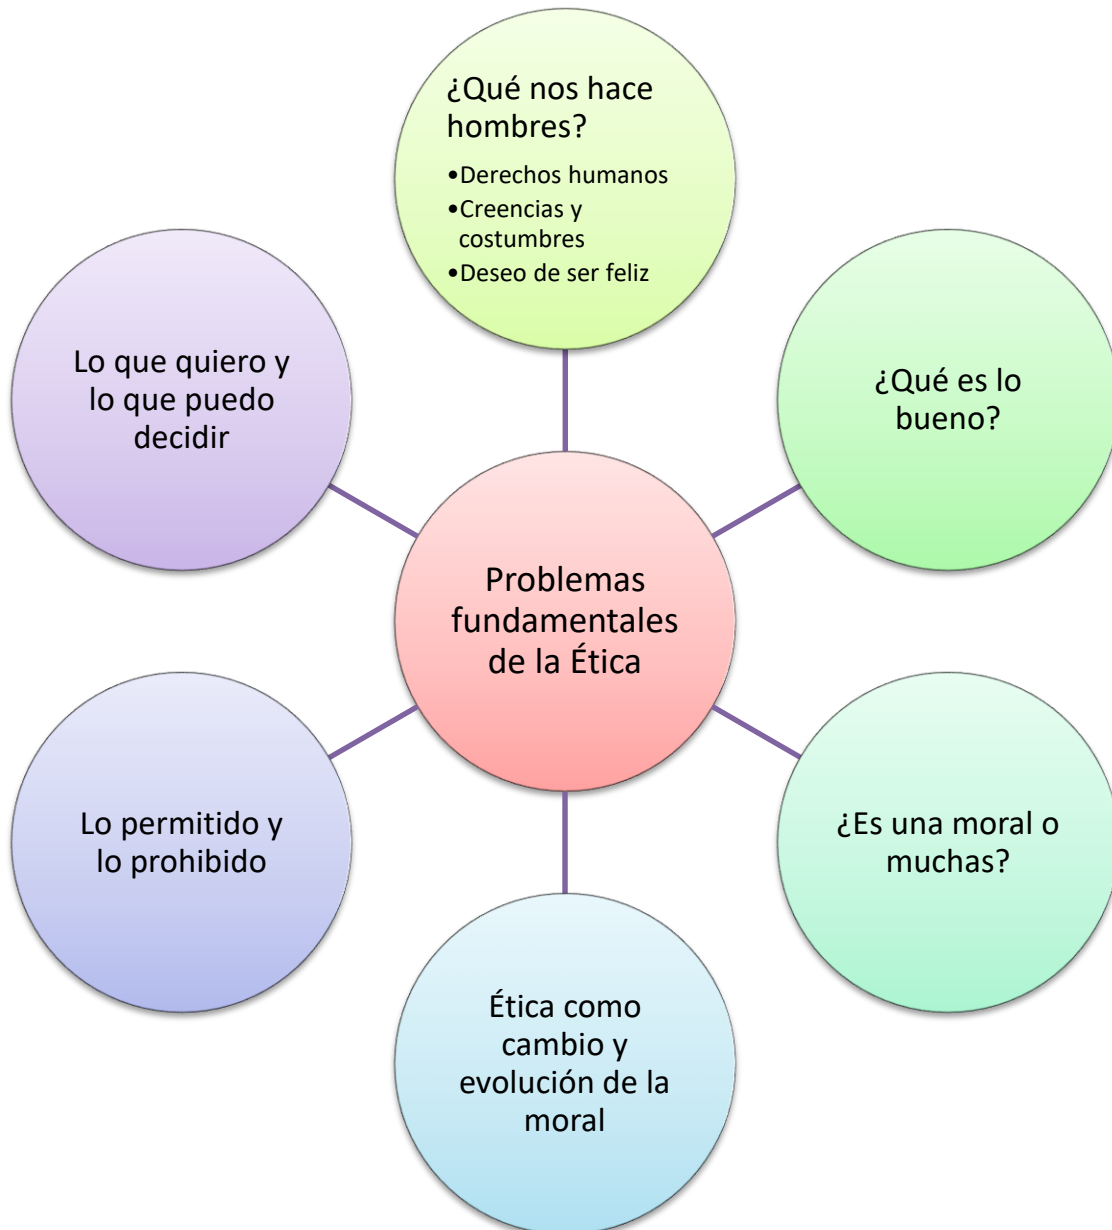 ¿Qué nos hace
hombres?
•Derechos humanos
•Creencias y
costumbres
•Deseo de ser feliz
¿Qué es lo
bueno?
¿Es una moral o
muchas?
Ética como
cambio y
evolución de la
moral
Lo permitido y
lo prohibido
Lo que quiero y
lo que puedo
decidir
Problemas
fundamentales
de la Ética